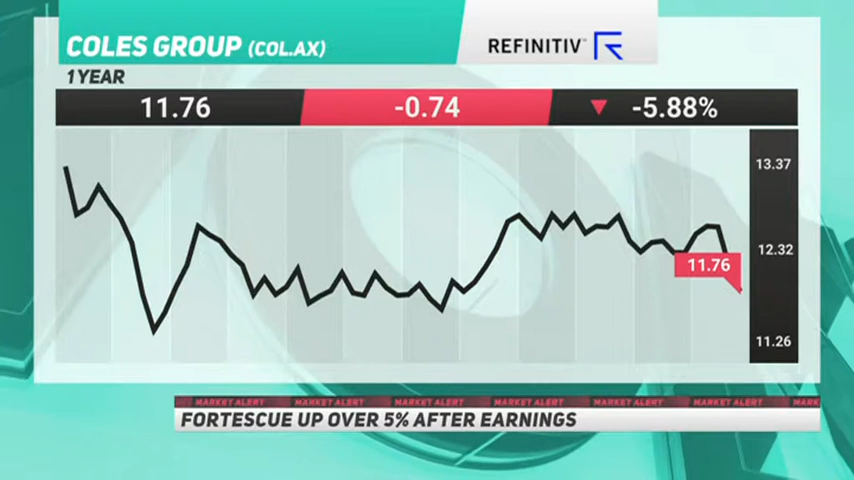 COLES GROUP (COL.AX)
REFINITIV™
1 YEAR
11.76 -0.74 ▼ -5.88%
13.37
12.32
11.76
11.26
MARKET ALERT MARKET ALERT MARKET ALERT MARKET ALERT MARKET ALERT MARKET ALERT MARK
FORTESCUE UP OVER 5% AFTER EARNINGS